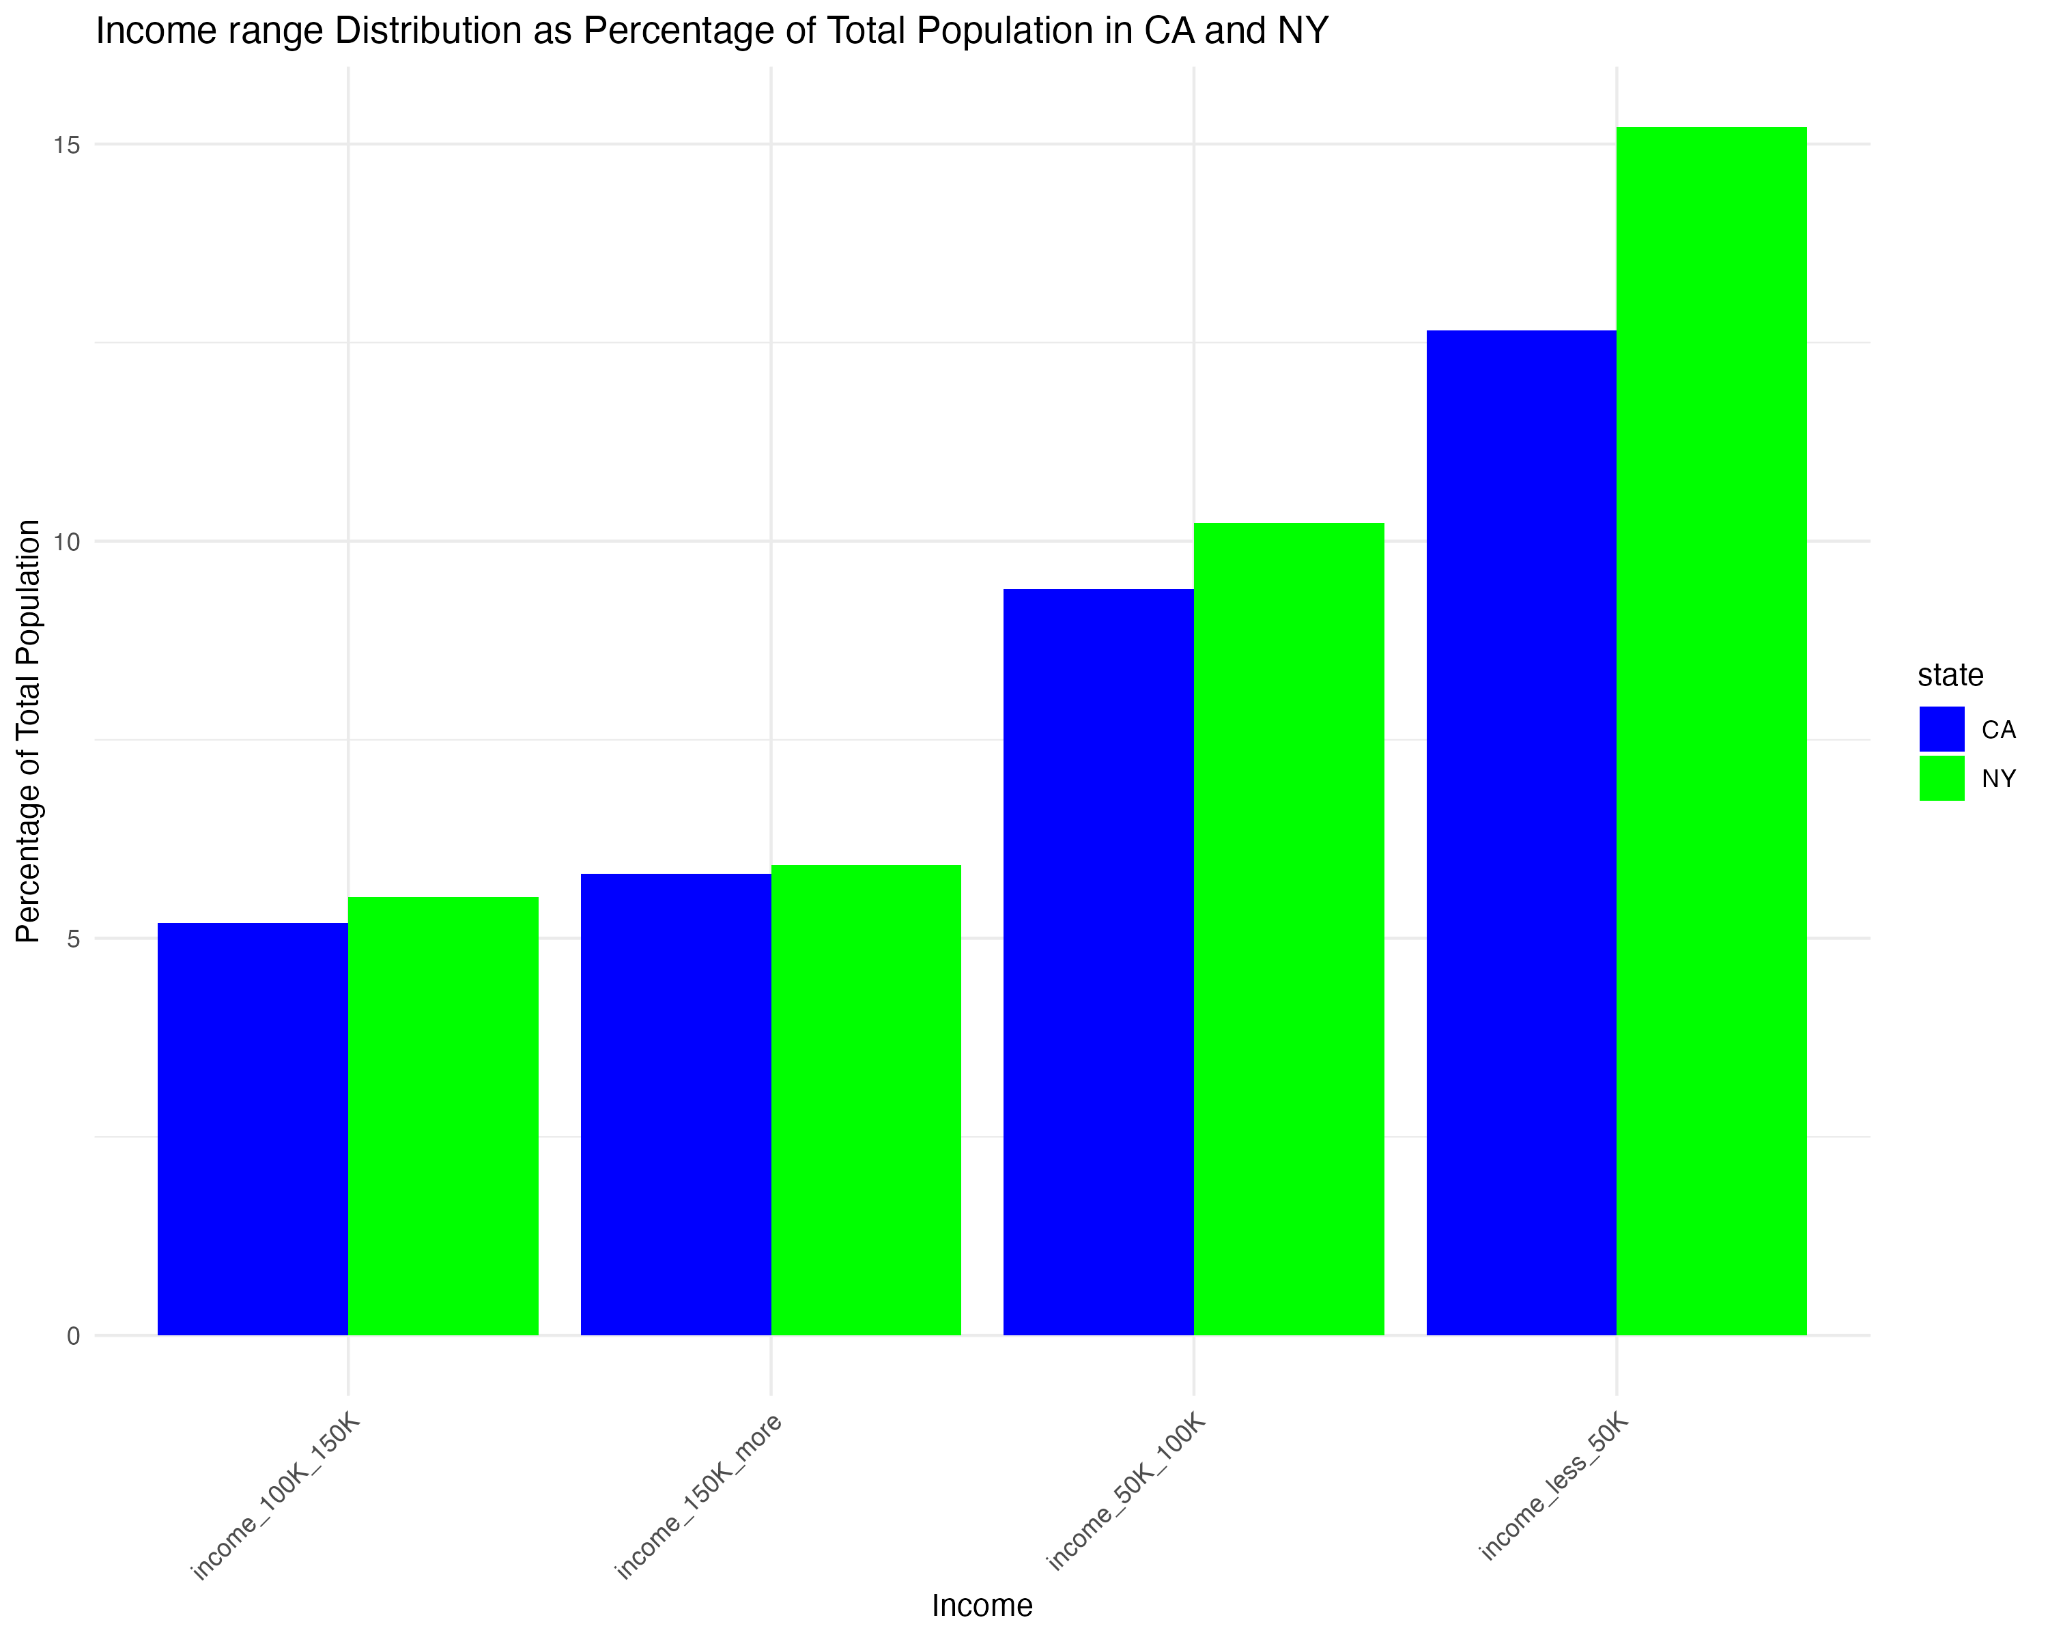 Income range Distribution as Percentage of Total Population in CA and NY
Percentage of Total Population
15
10
5
0
income_100K_150K
income_150K_more
income_50K_100K
income_less_50K
Income
state
CA
NY